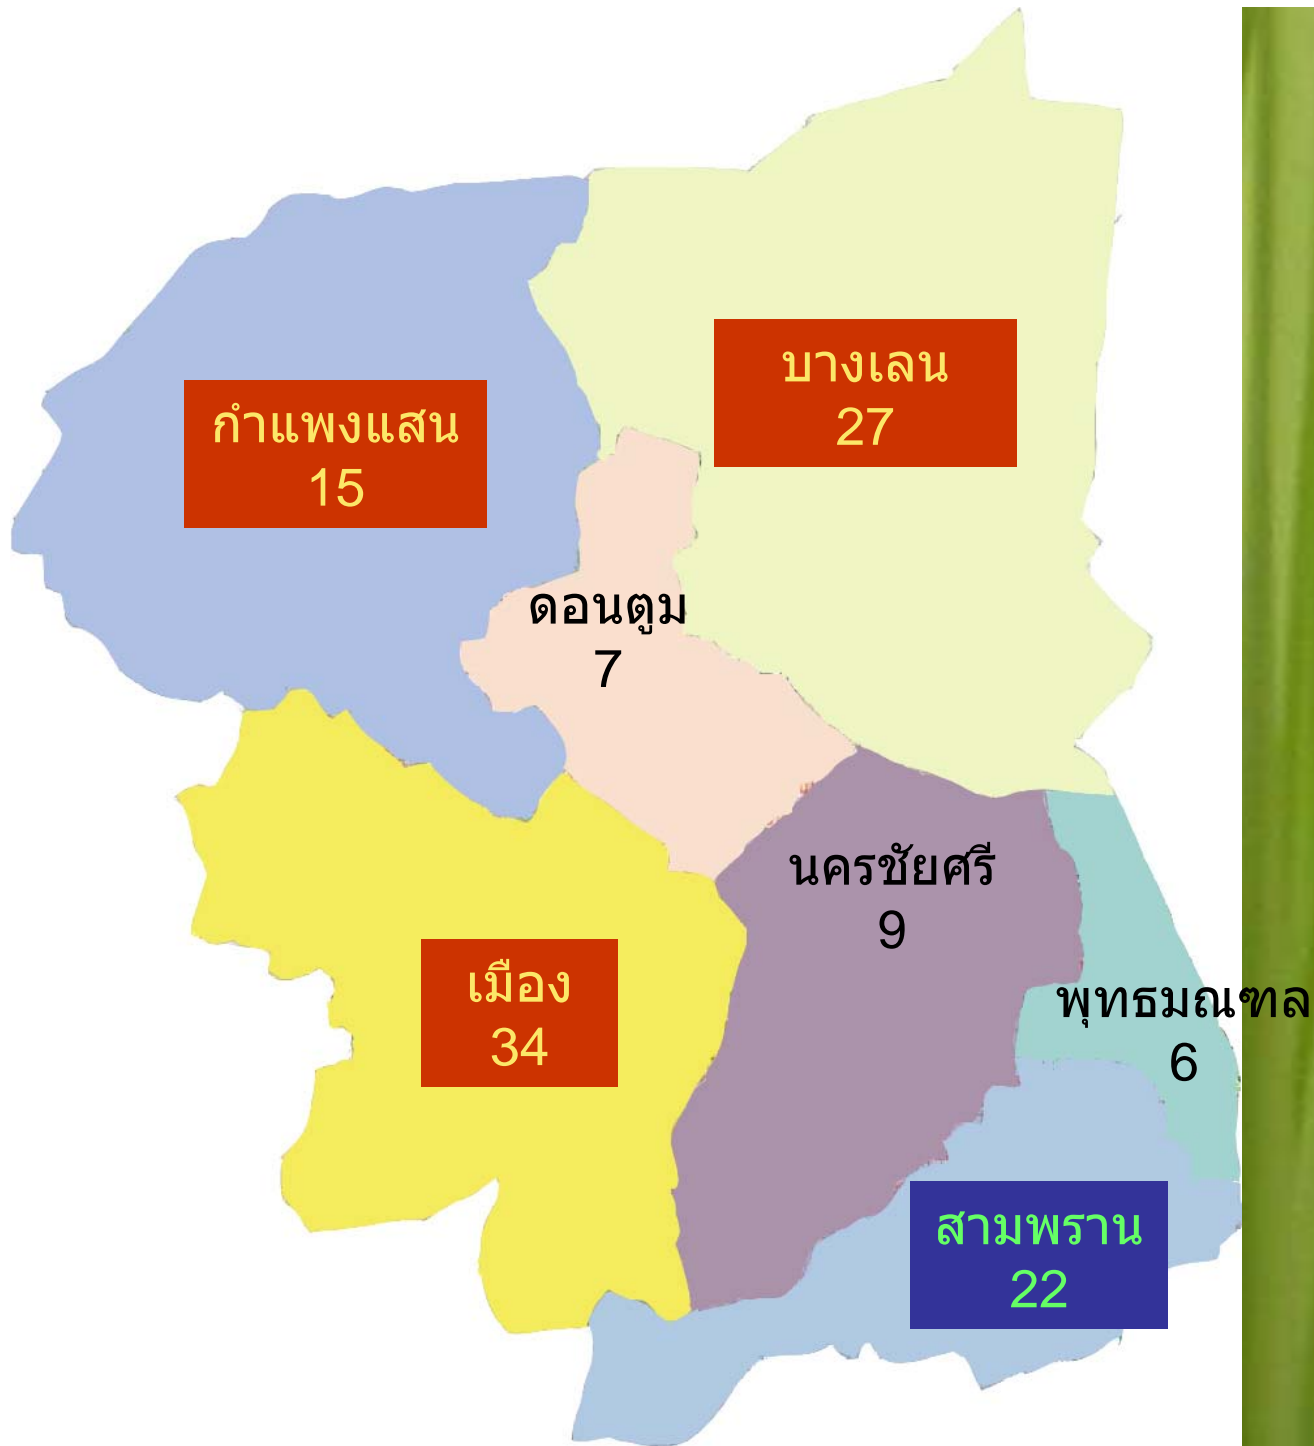 บางเลน
27
กำแพงแสน
15
ดอนตูม
7
นครชัยศรี
9
เมือง
34
พุทธมณฑล
6
สามพราน
22